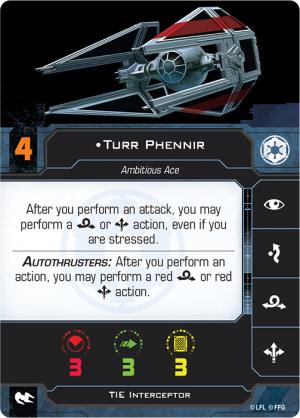 4
•Turr Phennir
Ambitious Ace
After you perform an attack, you may
perform a or action, even if you
are stressed.
Autothrusters: After you perform an
action, you may perform a red or red
action.
3 3 3
TIE Interceptor
©LFL ©FFG